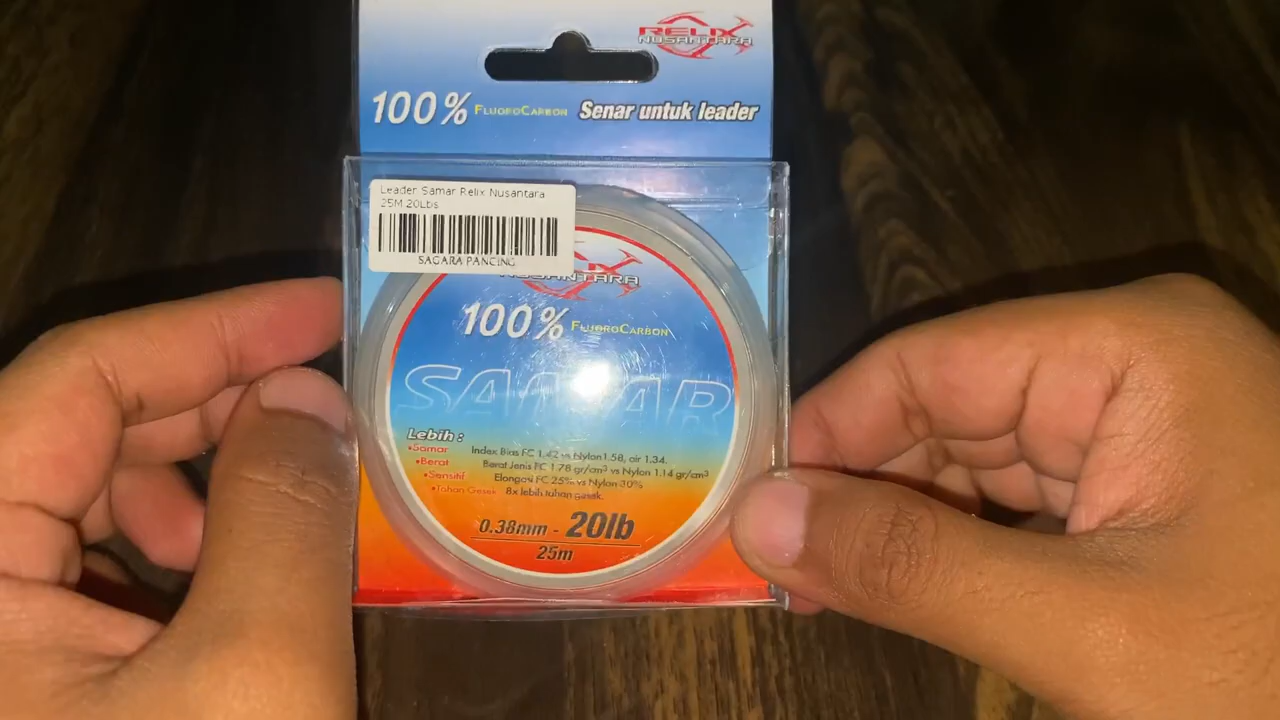 RELIX
NUSANTARA
100% FLUOROCARBON Senar untuk leader
Leader Samar Relix Nusantara
25M 20Lbs
SAGARA PANCING
NUSANTARA
100% FLUOROCARBON
SAMAR
Lebih :
•Samar Index Bias FC 1.42 vs Nylon1.58, air 1.34.
•Berat Berat Jenis FC 1.78 gr/cm³ vs Nylon 1.14 gr/cm³
•Sensitif Elongasi FC 25% vs Nylon 30%
•Tahan Gesek 8x lebih tahan gesek.
0.38mm - 20lb
25m